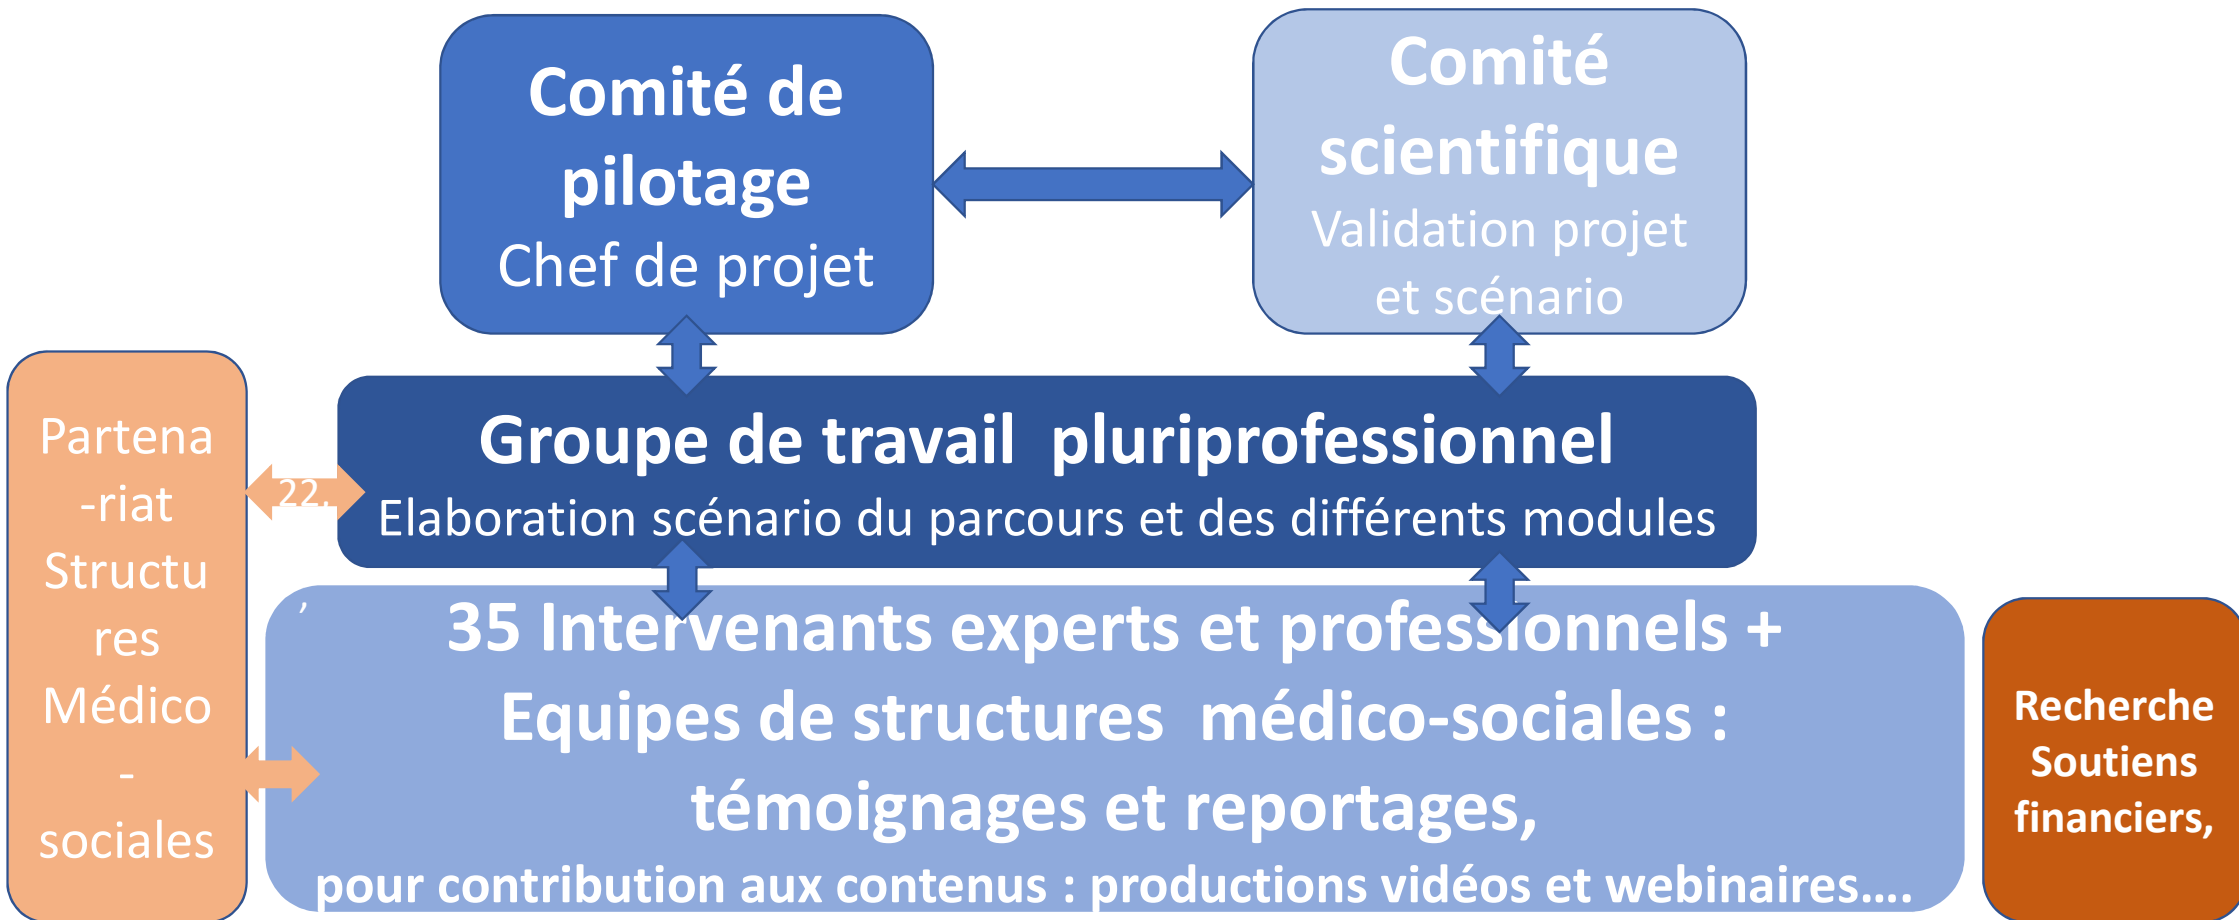 Comité de
pilotage
Chef de projet
Comité
scientifique
Validation projet
et scénario
Partena
-riat
Structu
res
Médico
-
sociales
22.
Groupe de travail  pluriprofessionnel
Elaboration scénario du parcours et des différents modules
,
35 Intervenants experts et professionnels +
Equipes de structures  médico-sociales :
témoignages et reportages,
pour contribution aux contenus : productions vidéos et webinaires....
Recherche
Soutiens
financiers,